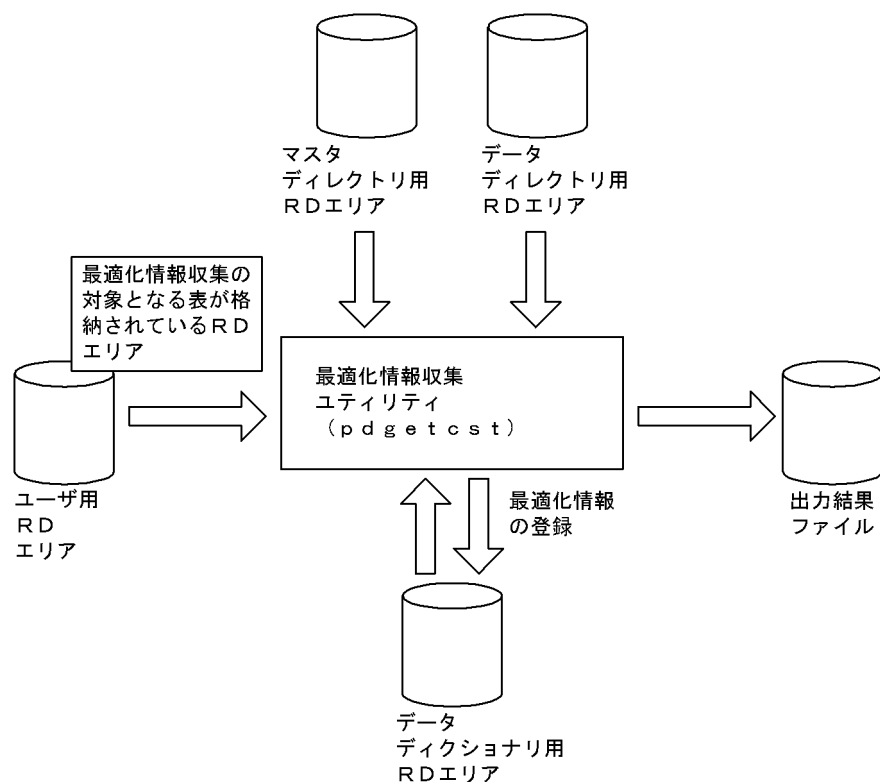 マスタ
ディレクトリ用
ＲＤエリア
データ
ディレクトリ用
ＲＤエリア
最適化情報収集の
対象となる表が格
納されているＲＤ
エリア
最適化情報収集
ユティリティ
（ｐｄｇｅｔｃｓｔ）
ユーザ用
ＲＤ
エリア
最適化情報
の登録
出力結果
ファイル
データ
ディクショナリ用
ＲＤエリア